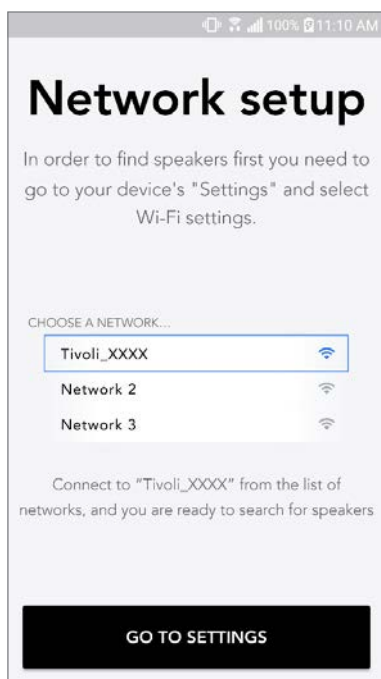 100% 11:10 AM
Network setup
In order to find speakers first you need to
go to your device's "Settings" and select
Wi-Fi settings.
CHOOSE A NETWORK...
Tivoli_XXXX
Network 2
Network 3
Connect to "Tivoli_XXXX" from the list of
networks, and you are ready to search for speakers
GO TO SETTINGS